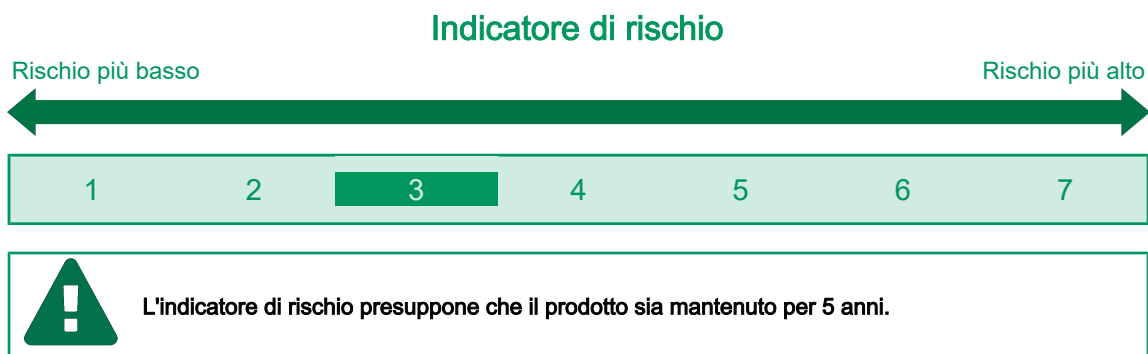 Indicatore di rischio
Rischio più basso Rischio più alto
1 2 3 4 5 6 7
L'indicatore di rischio presuppone che il prodotto sia mantenuto per 5 anni.